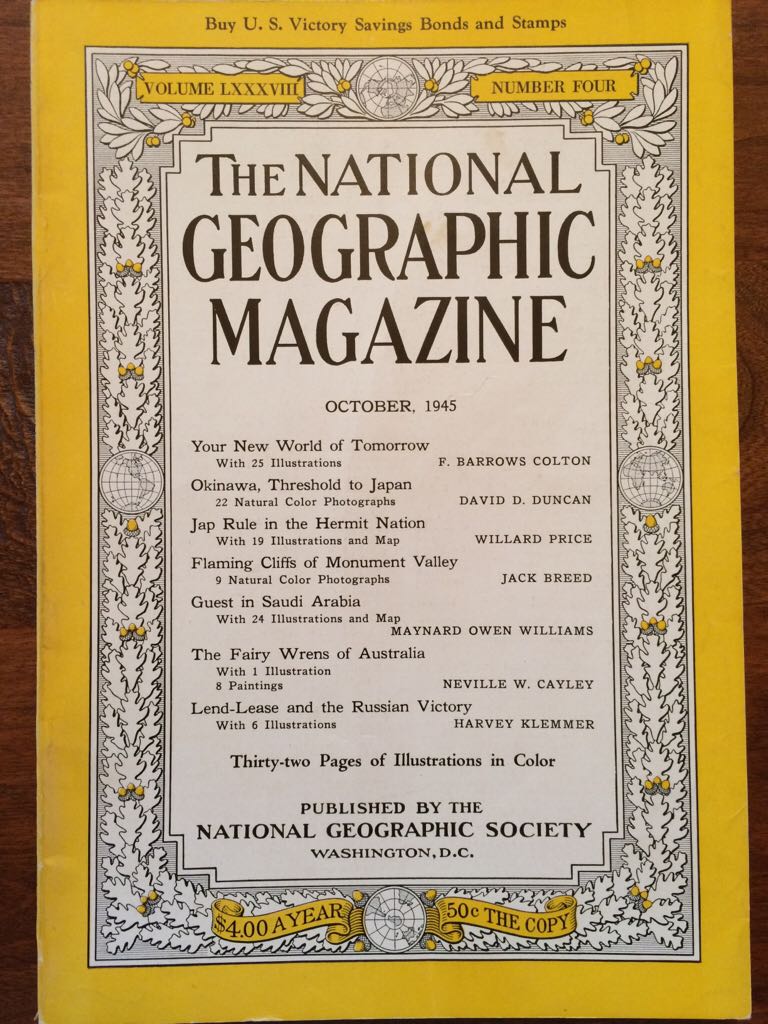 Buy U. S. Victory Savings Bonds and Stamps
VOLUME LXXXVIII NUMBER FOUR
THE NATIONAL
GEOGRAPHIC
MAGAZINE
OCTOBER, 1945
Your New World of Tomorrow
With 25 Illustrations F. BARROWS COLTON
Okinawa, Threshold to Japan
22 Natural Color Photographs DAVID D. DUNCAN
Jap Rule in the Hermit Nation
With 19 Illustrations and Map WILLARD PRICE
Flaming Cliffs of Monument Valley
9 Natural Color Photographs JACK BREED
Guest in Saudi Arabia
With 24 Illustrations and Map
MAYNARD OWEN WILLIAMS
The Fairy Wrens of Australia
With 1 Illustration
8 Paintings NEVILLE W. CAYLEY
Lend-Lease and the Russian Victory
With 6 Illustrations HARVEY KLEMMER
Thirty-two Pages of Illustrations in Color
PUBLISHED BY THE
NATIONAL GEOGRAPHIC SOCIETY
WASHINGTON, D.C.
$4.00 A YEAR 50c THE COPY